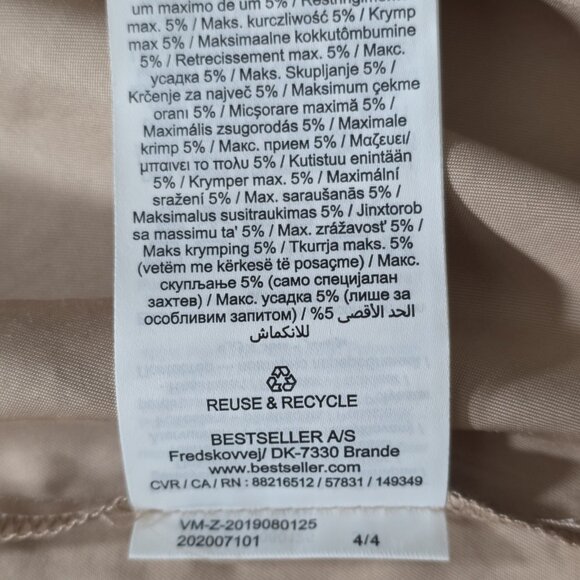 um máximo de um 5% / Restringimento
max. 5% / Maks. kurczliwość 5% / Krymp
max 5% / Maksimaalne kokkutõmbumine
5% / Retrecissement max. 5% / Макс.
усадка 5% / Maks. Skupljanje 5% /
Krčenje za največ 5% / Maksimum çekme
oranı 5% / Micşorare maximă 5% /
Maximális zsugorodás 5% / Maximale
krimp 5% / Макс. прием 5% / Μαζευει/
μπαινει το πολυ 5% / Kutistuu enintään
5% / Krymper max. 5% / Maximální
sražení 5% / Max. saraušanās 5% /
Maksimalus susitraukimas 5% / Jinxtorob
sa massimu ta' 5% / Max. zrážavosť 5% /
Maks krymping 5% / Tkurrja maks. 5%
(vetëm me kërkesë të posaçme) / Макс.
скупљање 5% (само специјалан
захтев) / Макс. усадка 5% (лише за
особливим запитом) / %5 الحد الأقصى
للانكماش
REUSE & RECYCLE
BESTSELLER A/S
Fredskovvej/ DK-7330 Brande
www.bestseller.com
CVR / CA / RN : 88216512 / 57831 / 149349
VM-Z-2019080125
202007101 4/4